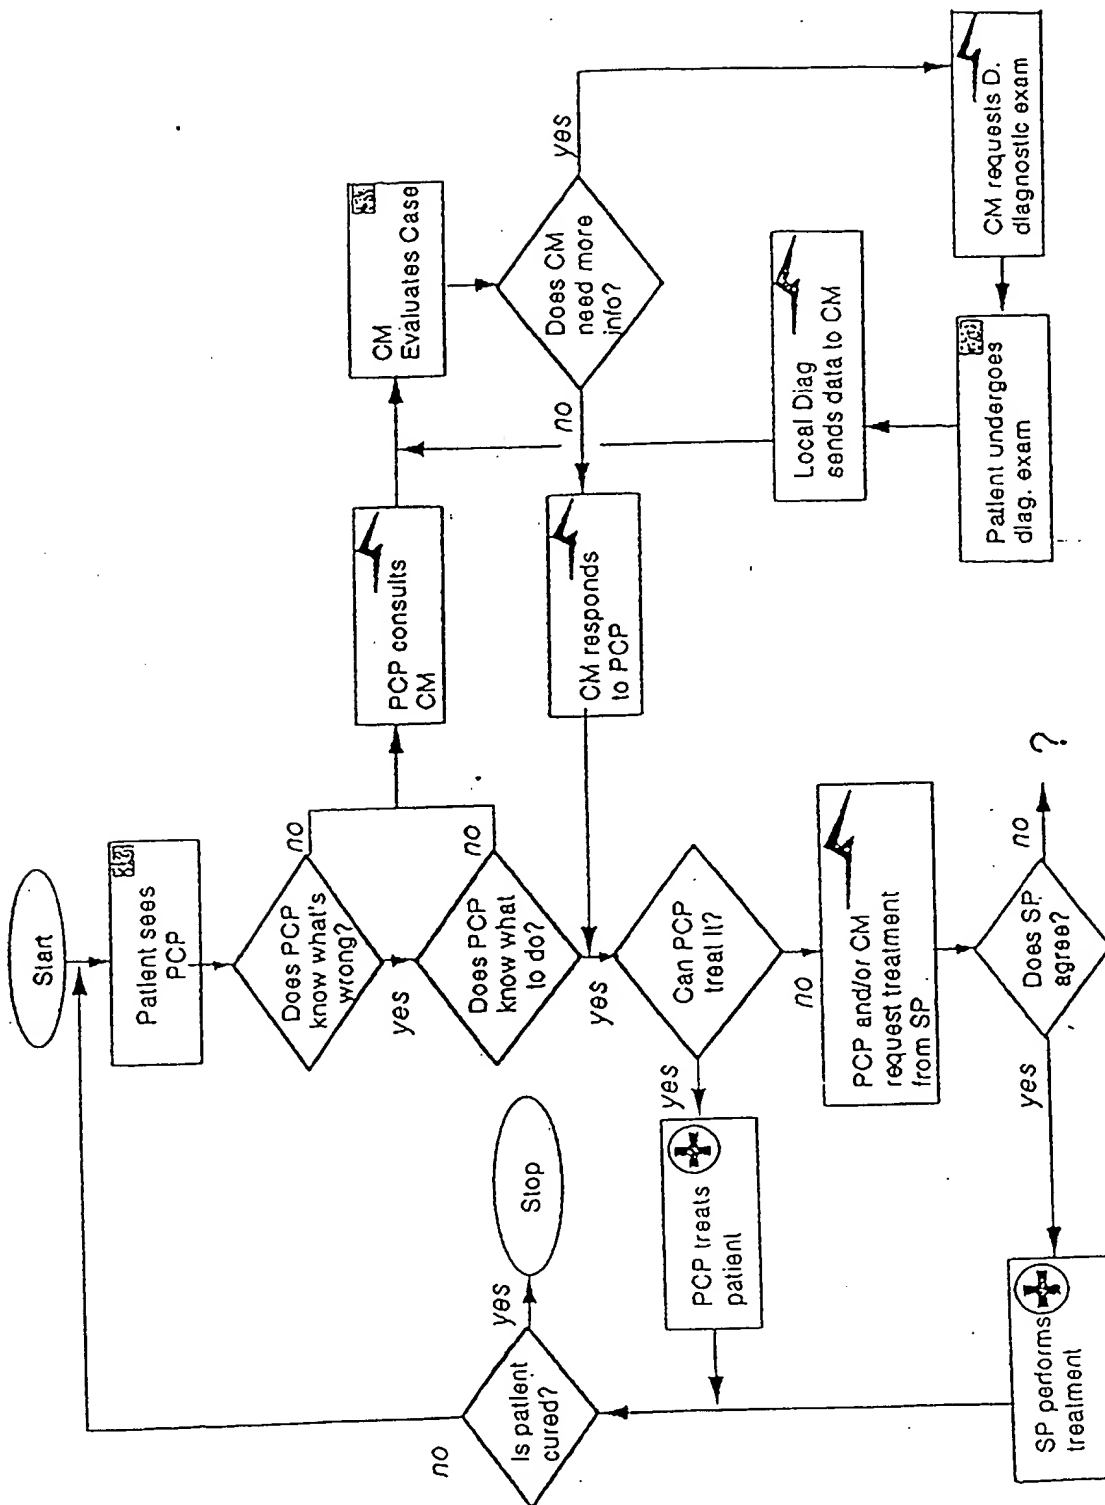 Start
Patient sees
PCP
Does PCP
know what's
wrong?
no
yes
Does PCP
know what
to do?
no
yes
PCP consults
CM
CM
Evaluates Case
Does CM
need more
info?
yes
no
CM requests D.
diagnostic exam
Patient undergoes
diag. exam
Local Diag
sends data to CM
CM responds
to PCP
Can PCP
treat it?
yes
no
PCP treats
patient
PCP and/or CM
request treatment
from SP
Does SP
agree?
no
?
yes
SP performs
treatment
Is patient
cured?
no
yes
Stop